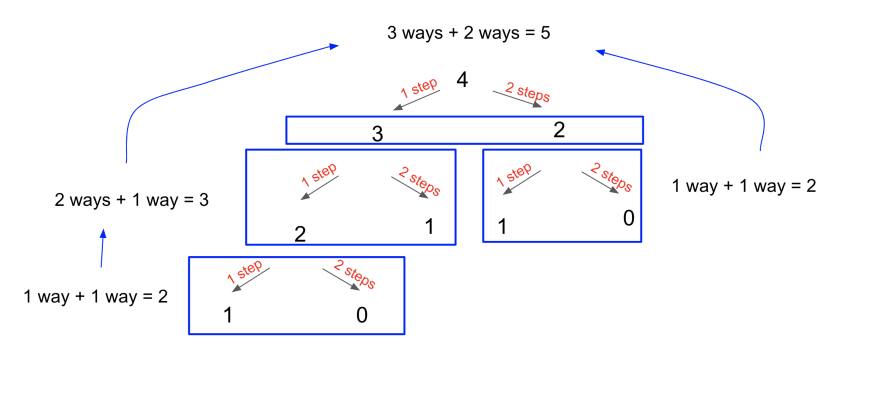 3 ways + 2 ways = 5
4
1 step
2 steps
3
2
1 step
2 steps
1 step
2 steps
2 ways + 1 way = 3
1 way + 1 way = 2
2
1
1
0
1 step
2 steps
1 way + 1 way = 2
1
0